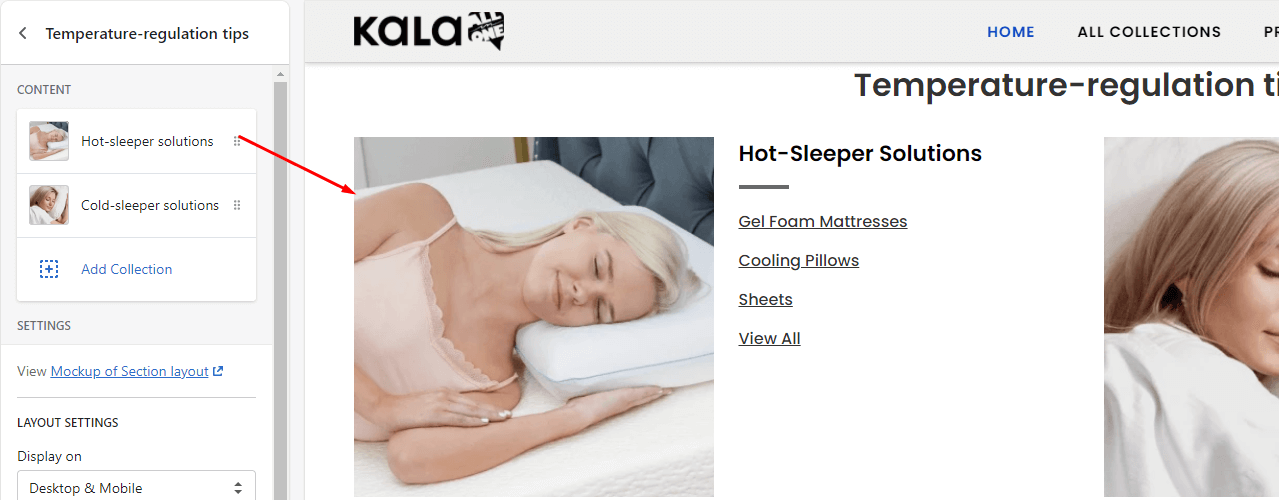 Temperature-regulation tips
CONTENT
Hot-sleeper solutions
Cold-sleeper solutions
Add Collection
SETTINGS
View Mockup of Section layout
LAYOUT SETTINGS
Display on
Desktop & Mobile
KaLa ALL ONE
HOME
ALL COLLECTIONS
PR
Temperature-regulation ti
Hot-Sleeper Solutions
Gel Foam Mattresses
Cooling Pillows
Sheets
View All